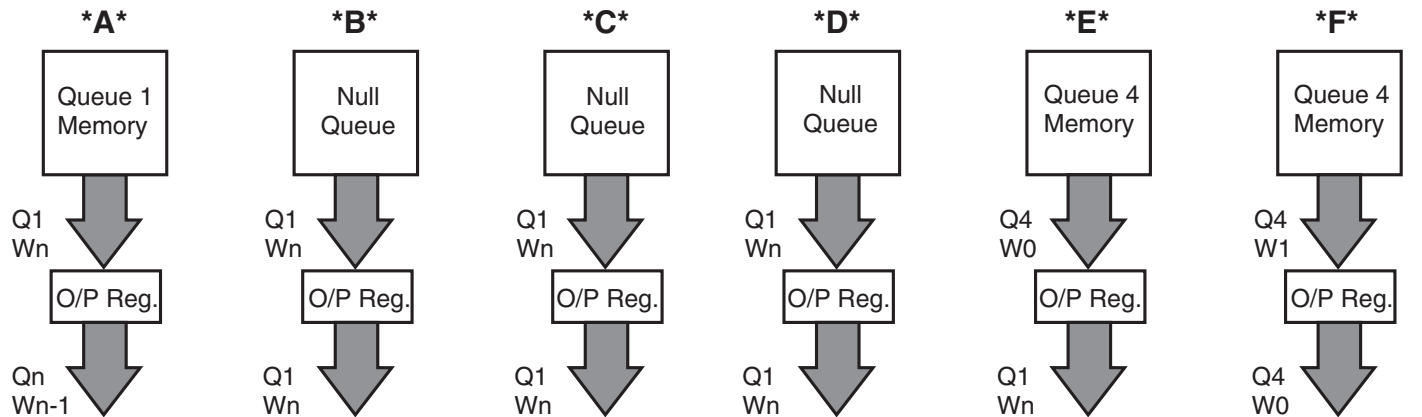 *A*
*B*
*C*
*D*
*E*
*F*
Queue 1
Memory
Null
Queue
Null
Queue
Null
Queue
Queue 4
Memory
Queue 4
Memory
Q1
Wn
Q1
Wn
Q1
Wn
Q1
Wn
Q4
W0
Q4
W1
O/P Reg.
O/P Reg.
O/P Reg.
O/P Reg.
O/P Reg.
O/P Reg.
Qn
Wn-1
Q1
Wn
Q1
Wn
Q1
Wn
Q1
Wn
Q4
W0